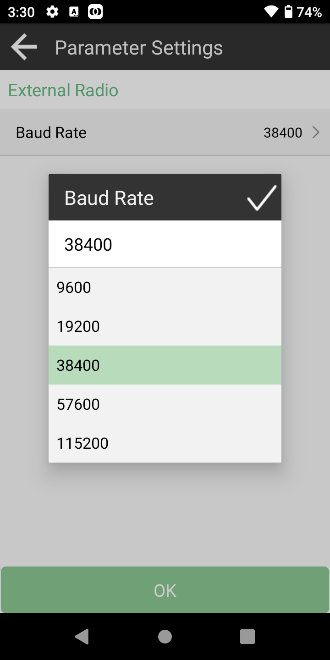 3:30 74%
Parameter Settings
External Radio
Baud Rate 38400
Baud Rate
38400
9600
19200
38400
57600
115200
OK